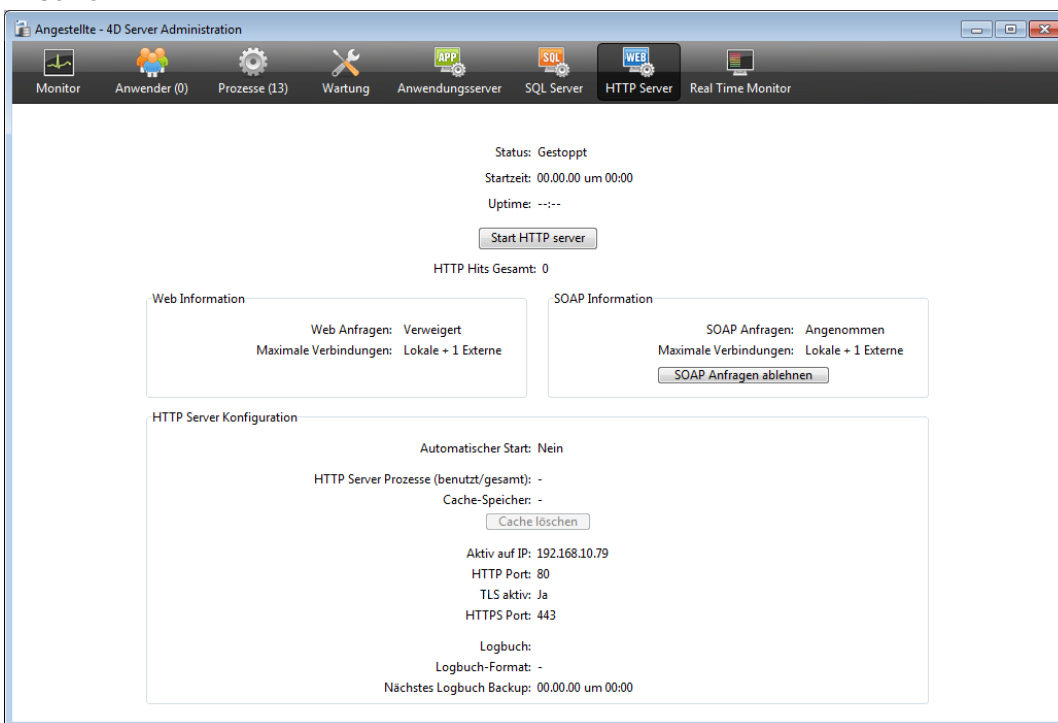 Angestellte - 4D Server Administration
Monitor Anwender (0) Prozesse (13) Wartung APP Anwendungsserver SQL SQL Server WEB HTTP Server Real Time Monitor
Status: Gestoppt
Startzeit: 00.00.00 um 00:00
Uptime: --:--
Start HTTP server
HTTP Hits Gesamt: 0
Web Information
Web Anfragen: Verweigert
Maximale Verbindungen: Lokale + 1 Externe
SOAP Information
SOAP Anfragen: Angenommen
Maximale Verbindungen: Lokale + 1 Externe
SOAP Anfragen ablehnen
HTTP Server Konfiguration
Automatischer Start: Nein
HTTP Server Prozesse (benutzt/gesamt): -
Cache-Speicher: -
Cache löschen
Aktiv auf IP: 192.168.10.79
HTTP Port: 80
TLS aktiv: Ja
HTTPS Port: 443
Logbuch:
Logbuch-Format: -
Nächstes Logbuch Backup: 00.00.00 um 00:00